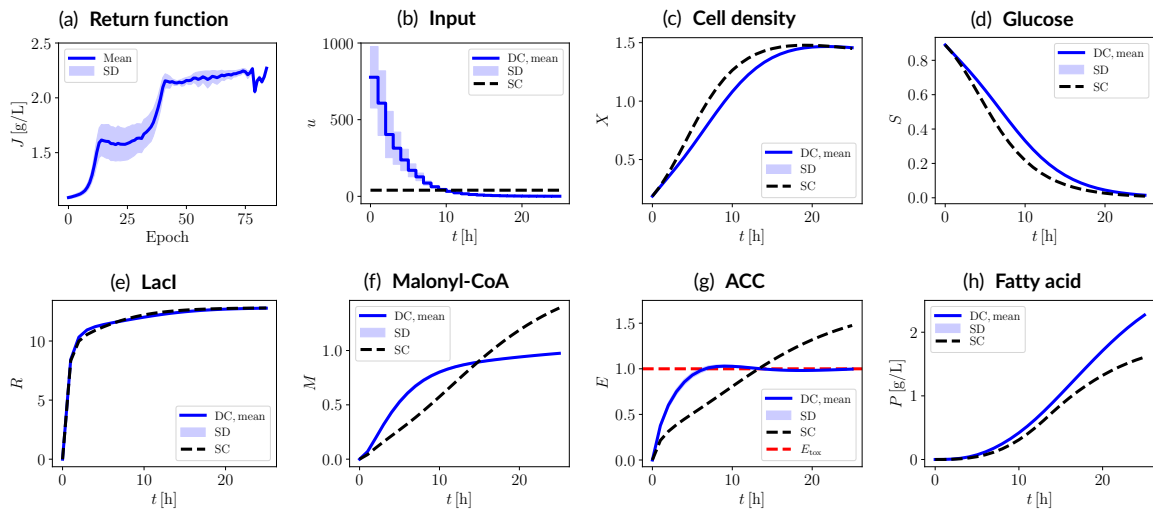 (a) Return function
2.5
2.0
1.5
J [g/L]
Mean
SD
0 25 50 75
Epoch
(b) Input
1000
500
0
u
DC, mean
SD
SC
0 10 20
t [h]
(c) Cell density
1.5
1.0
0.5
X
DC, mean
SD
SC
0 10 20
t [h]
(d) Glucose
0.8
0.6
0.4
0.2
0.0
S
DC, mean
SD
SC
0 10 20
t [h]
(e) LacI
10
5
0
R
DC, mean
SD
SC
0 10 20
t [h]
(f) Malonyl-CoA
1.0
0.5
0.0
M
DC, mean
SD
SC
0 10 20
t [h]
(g) ACC
1.5
1.0
0.5
0.0
E
DC, mean
SD
SC
E_tox
0 10 20
t [h]
(h) Fatty acid
2
1
0
P [g/L]
DC, mean
SD
SC
0 10 20
t [h]